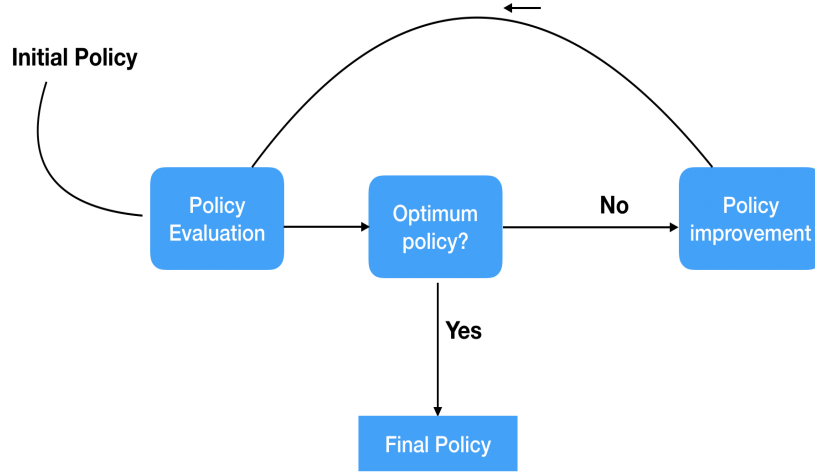 Initial Policy
Policy
Evaluation
Optimum
policy?
No
Policy
improvement
Yes
Final Policy